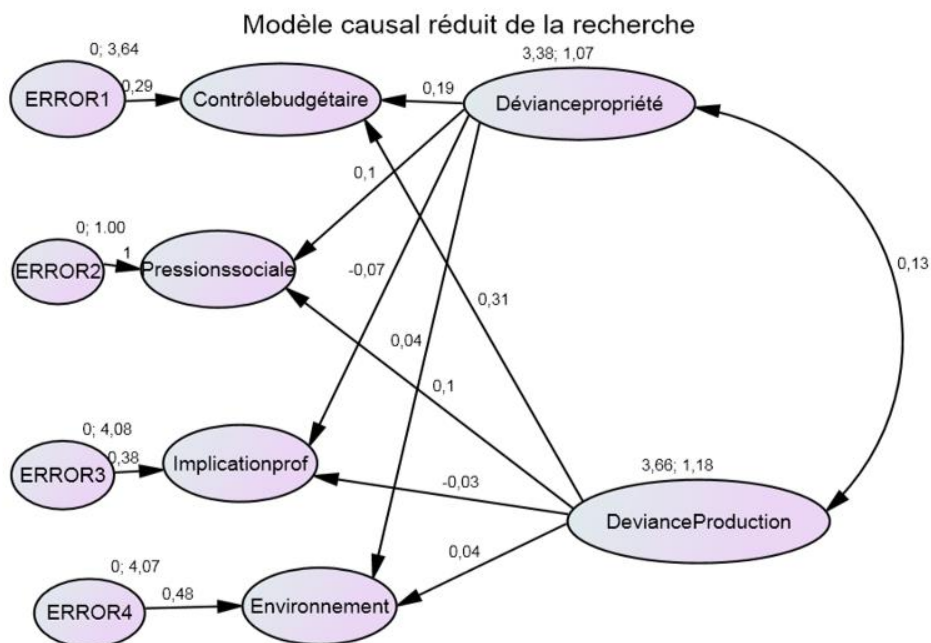 Modèle causal réduit de la recherche
0; 3,64
3,38; 1,07
ERROR1
0,29
Contrôlebudgétaire
0,19
Déviancepropriété
0,1
0; 1.00
ERROR2
1
Pressionssociale
-0,07
0,13
0,31
0,04
0,1
0; 4,08
ERROR3
0,38
Implicationprof
-0,03
3,66; 1,18
DevianceProduction
0; 4,07
ERROR4
0,48
Environnement
0,04